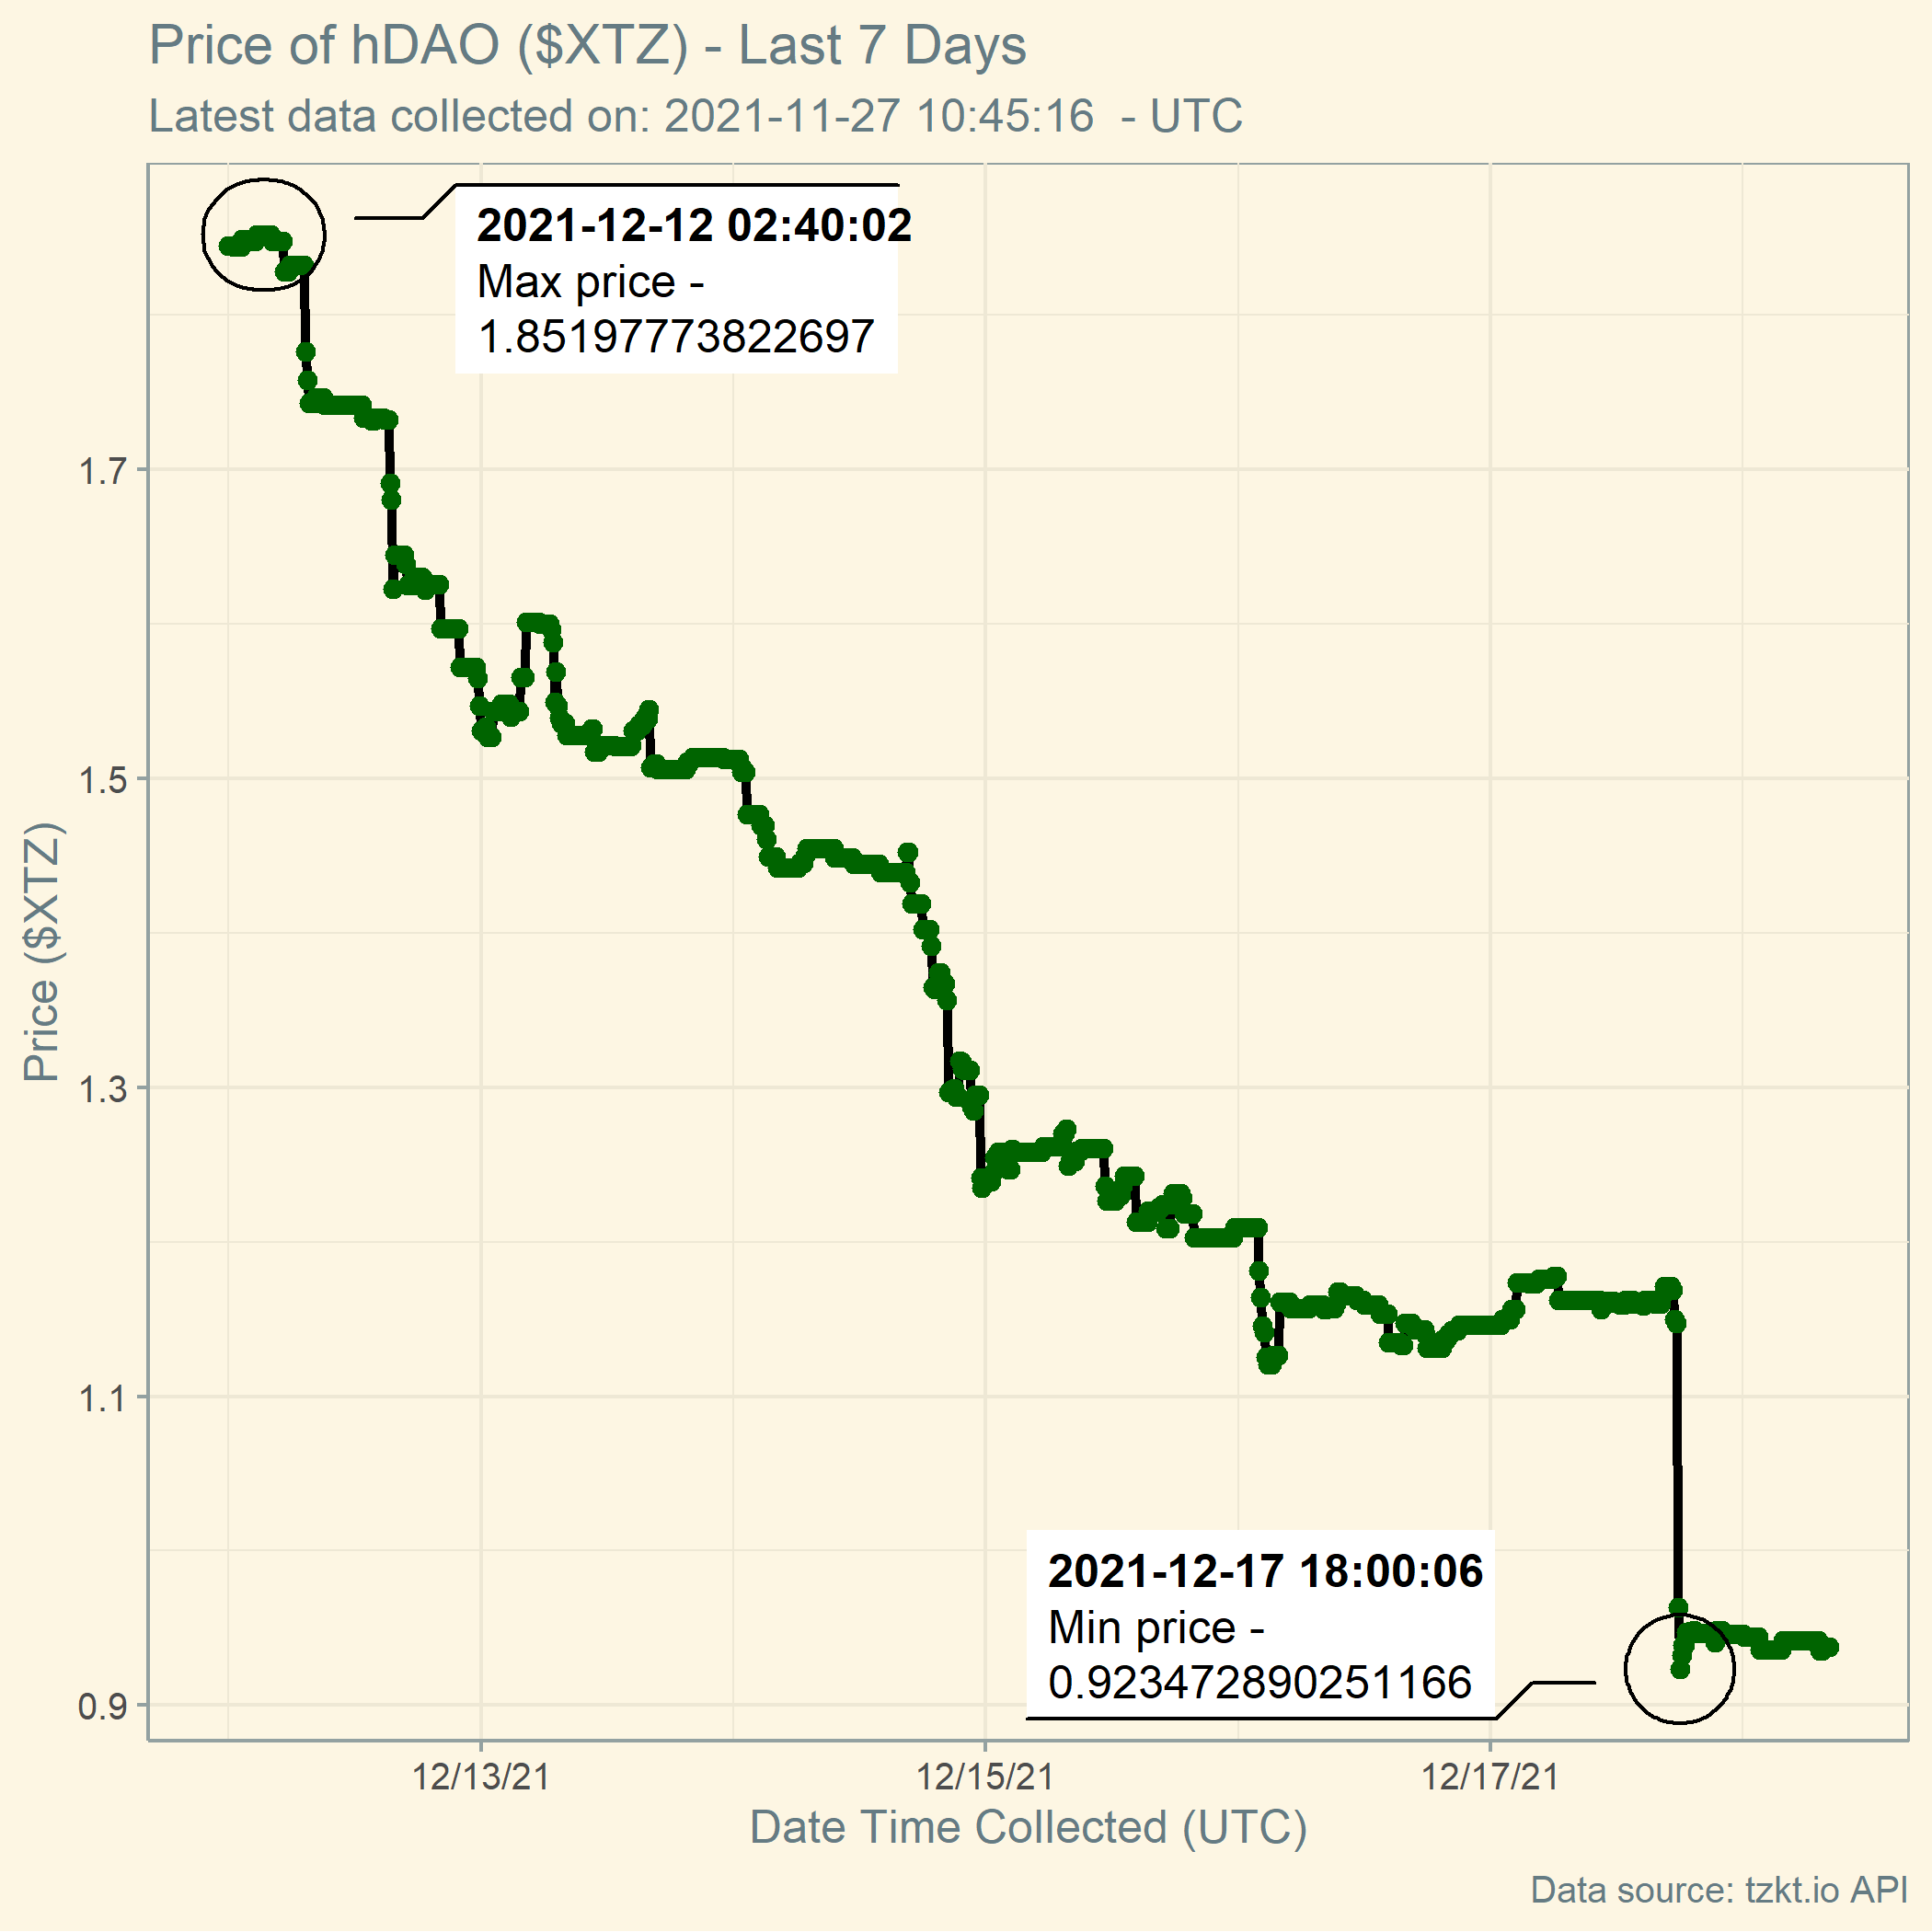 Price of hDAO ($XTZ) - Last 7 Days
Latest data collected on: 2021-11-27 10:45:16  - UTC
2021-12-12 02:40:02
Max price -
1.85197773822697
1.7
1.5
1.3
1.1
0.9
Price ($XTZ)
2021-12-17 18:00:06
Min price -
0.923472890251166
12/13/21
12/15/21
12/17/21
Date Time Collected (UTC)
Data source: tzkt.io API